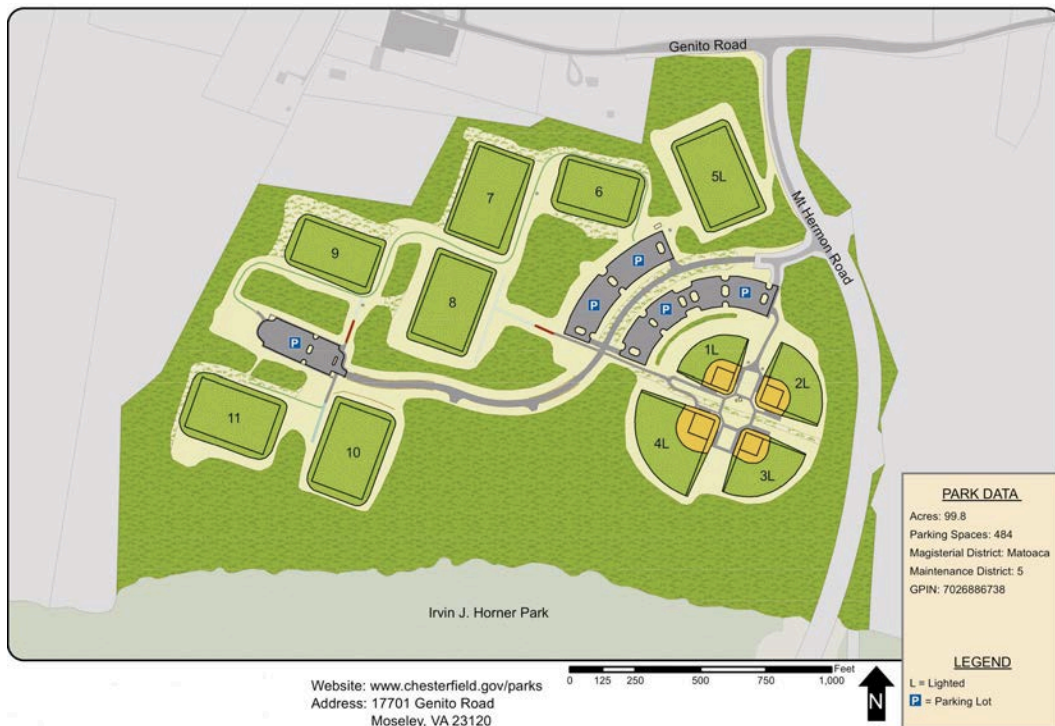 Genito Road
Mt Hermon Road
7
6
5L
9
8
P
P
P
P
P
1L
2L
11
10
4L
3L
Irvin J. Horner Park
PARK DATA
Acres: 99.8
Parking Spaces: 484
Magisterial District: Matoaca
Maintenance District: 5
GPIN: 7026886738
LEGEND
L = Lighted
P = Parking Lot
Feet
0 125 250 500 750 1,000
N
Website: www.chesterfield.gov/parks
Address: 17701 Genito Road
Moseley, VA 23120